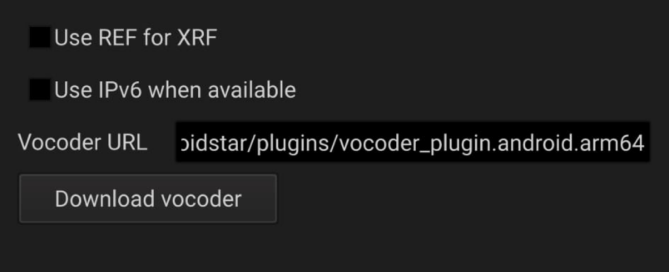 Use REF for XRF
Use IPv6 when available
Vocoder URL oidstar/plugins/vocoder_plugin.android.arm64
Download vocoder